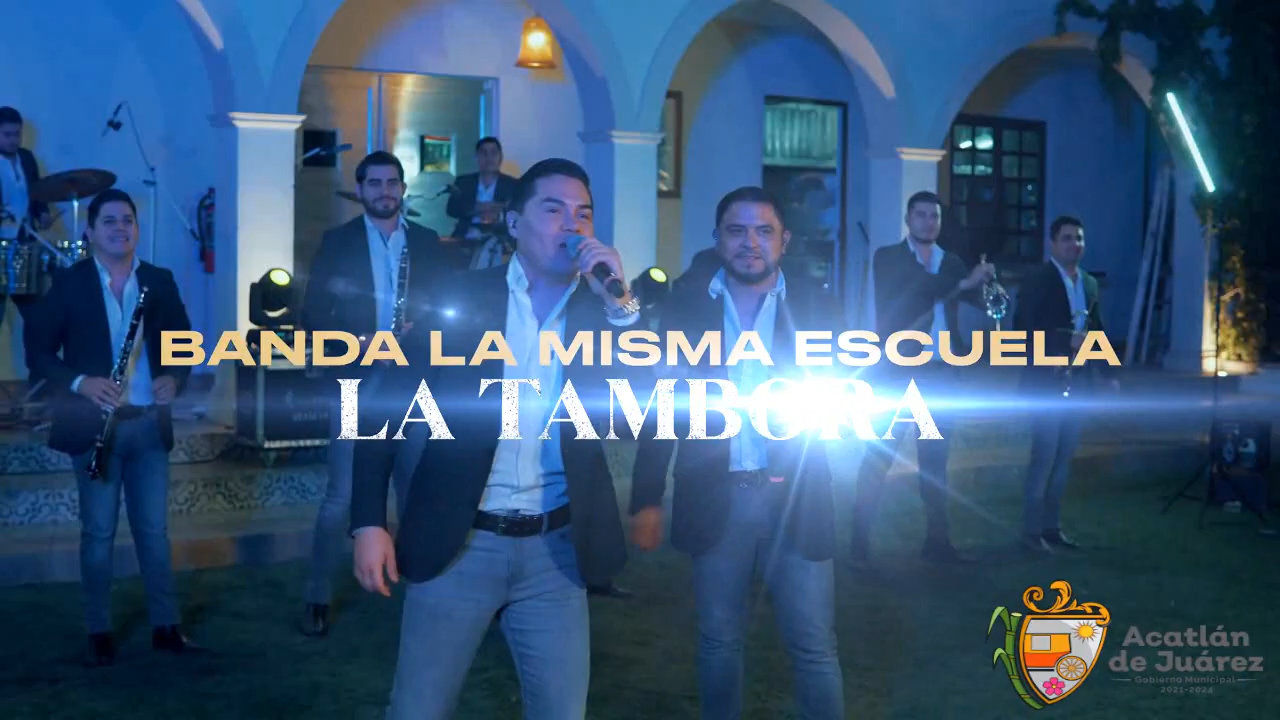 BANDA LA MISMA ESCUELA
LA TAMBORA
Acatlán
de Juárez
Gobierno Municipal
2021-2024